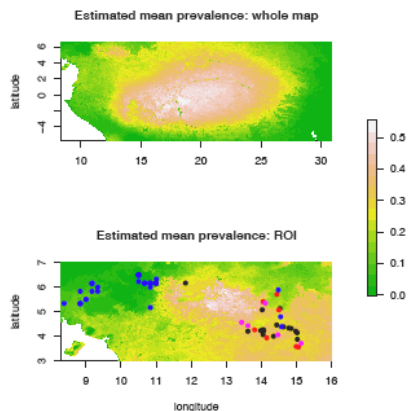 Estimated mean prevalence: whole map
latitude
6
4
2
0
−4
10 15 20 25 30
0.5
0.4
0.3
0.2
0.1
0.0
Estimated mean prevalence: ROI
latitude
7
6
5
4
3
9 10 11 12 13 14 15 16
longitude